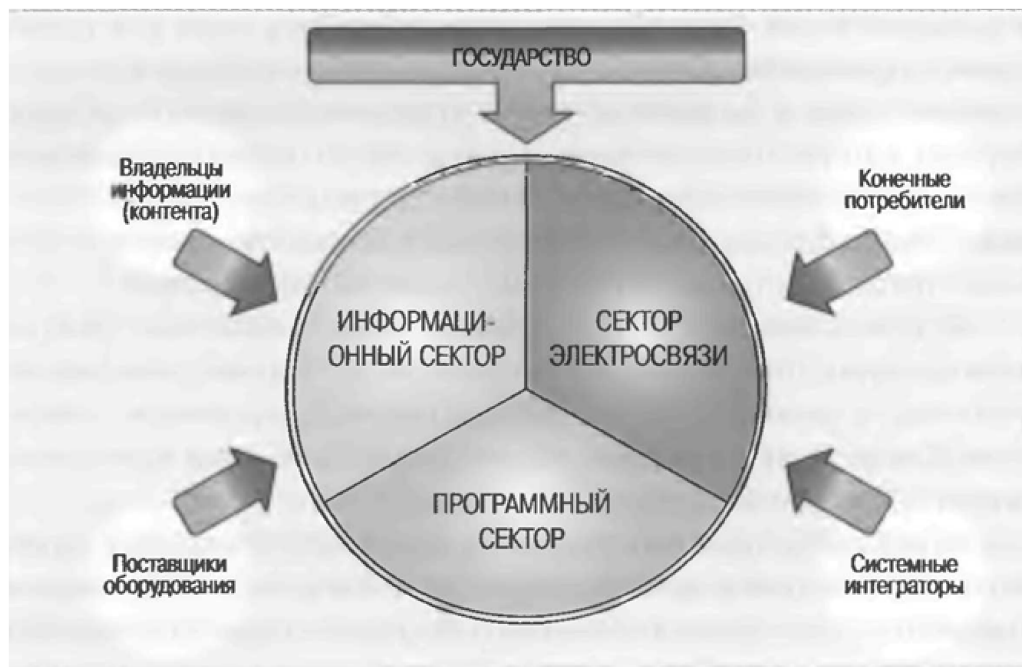 ГОСУДАРСТВО
Владельцы
информации
(контента)
Конечные
потребители
ИНФОРМАЦИ-
ОННЫЙ СЕКТОР
СЕКТОР
ЭЛЕКТРОСВЯЗИ
ПРОГРАММНЫЙ
СЕКТОР
Поставщики
оборудования
Системные
интеграторы